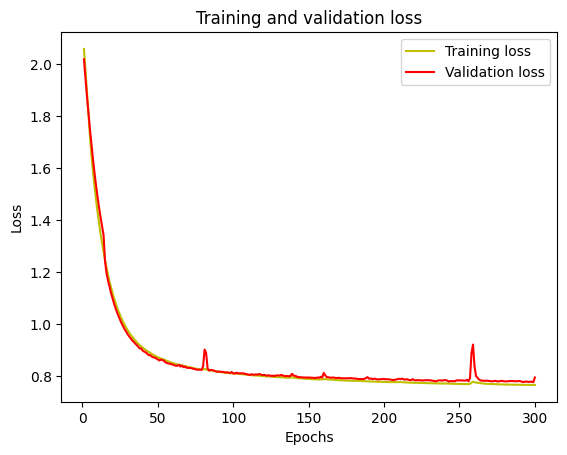 Training and validation loss
Training loss
Validation loss
2.0
1.8
1.6
1.4
1.2
1.0
0.8
Loss
0 50 100 150 200 250 300
Epochs